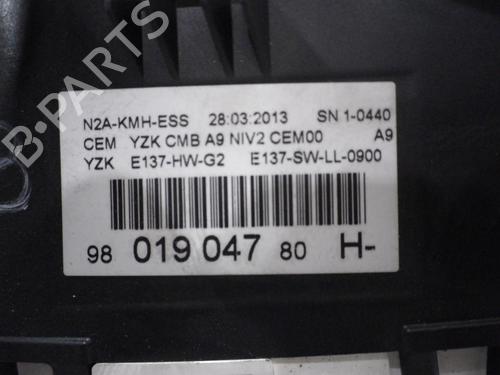 B-PARTS
N2A-KMH-ESS 28:03:2013 SN 1-0440
CEM YZK CMB A9 NIV2 CEM00 A9
YZK E137-HW-G2 E137-SW-LL-0900
98 019 047 80 H-